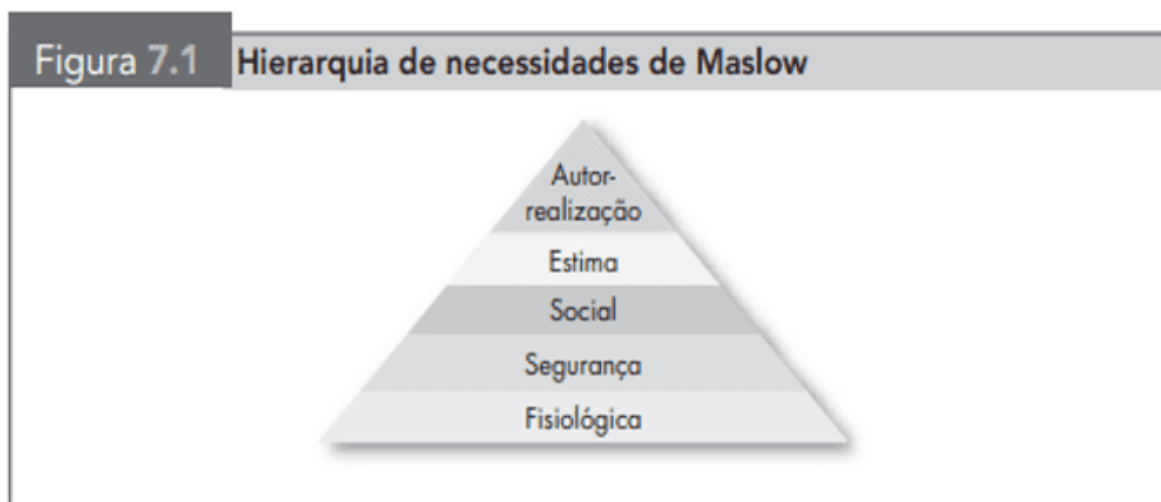 Figura 7.1 Hierarquia de necessidades de Maslow
Autor-
realização
Estima
Social
Segurança
Fisiológica